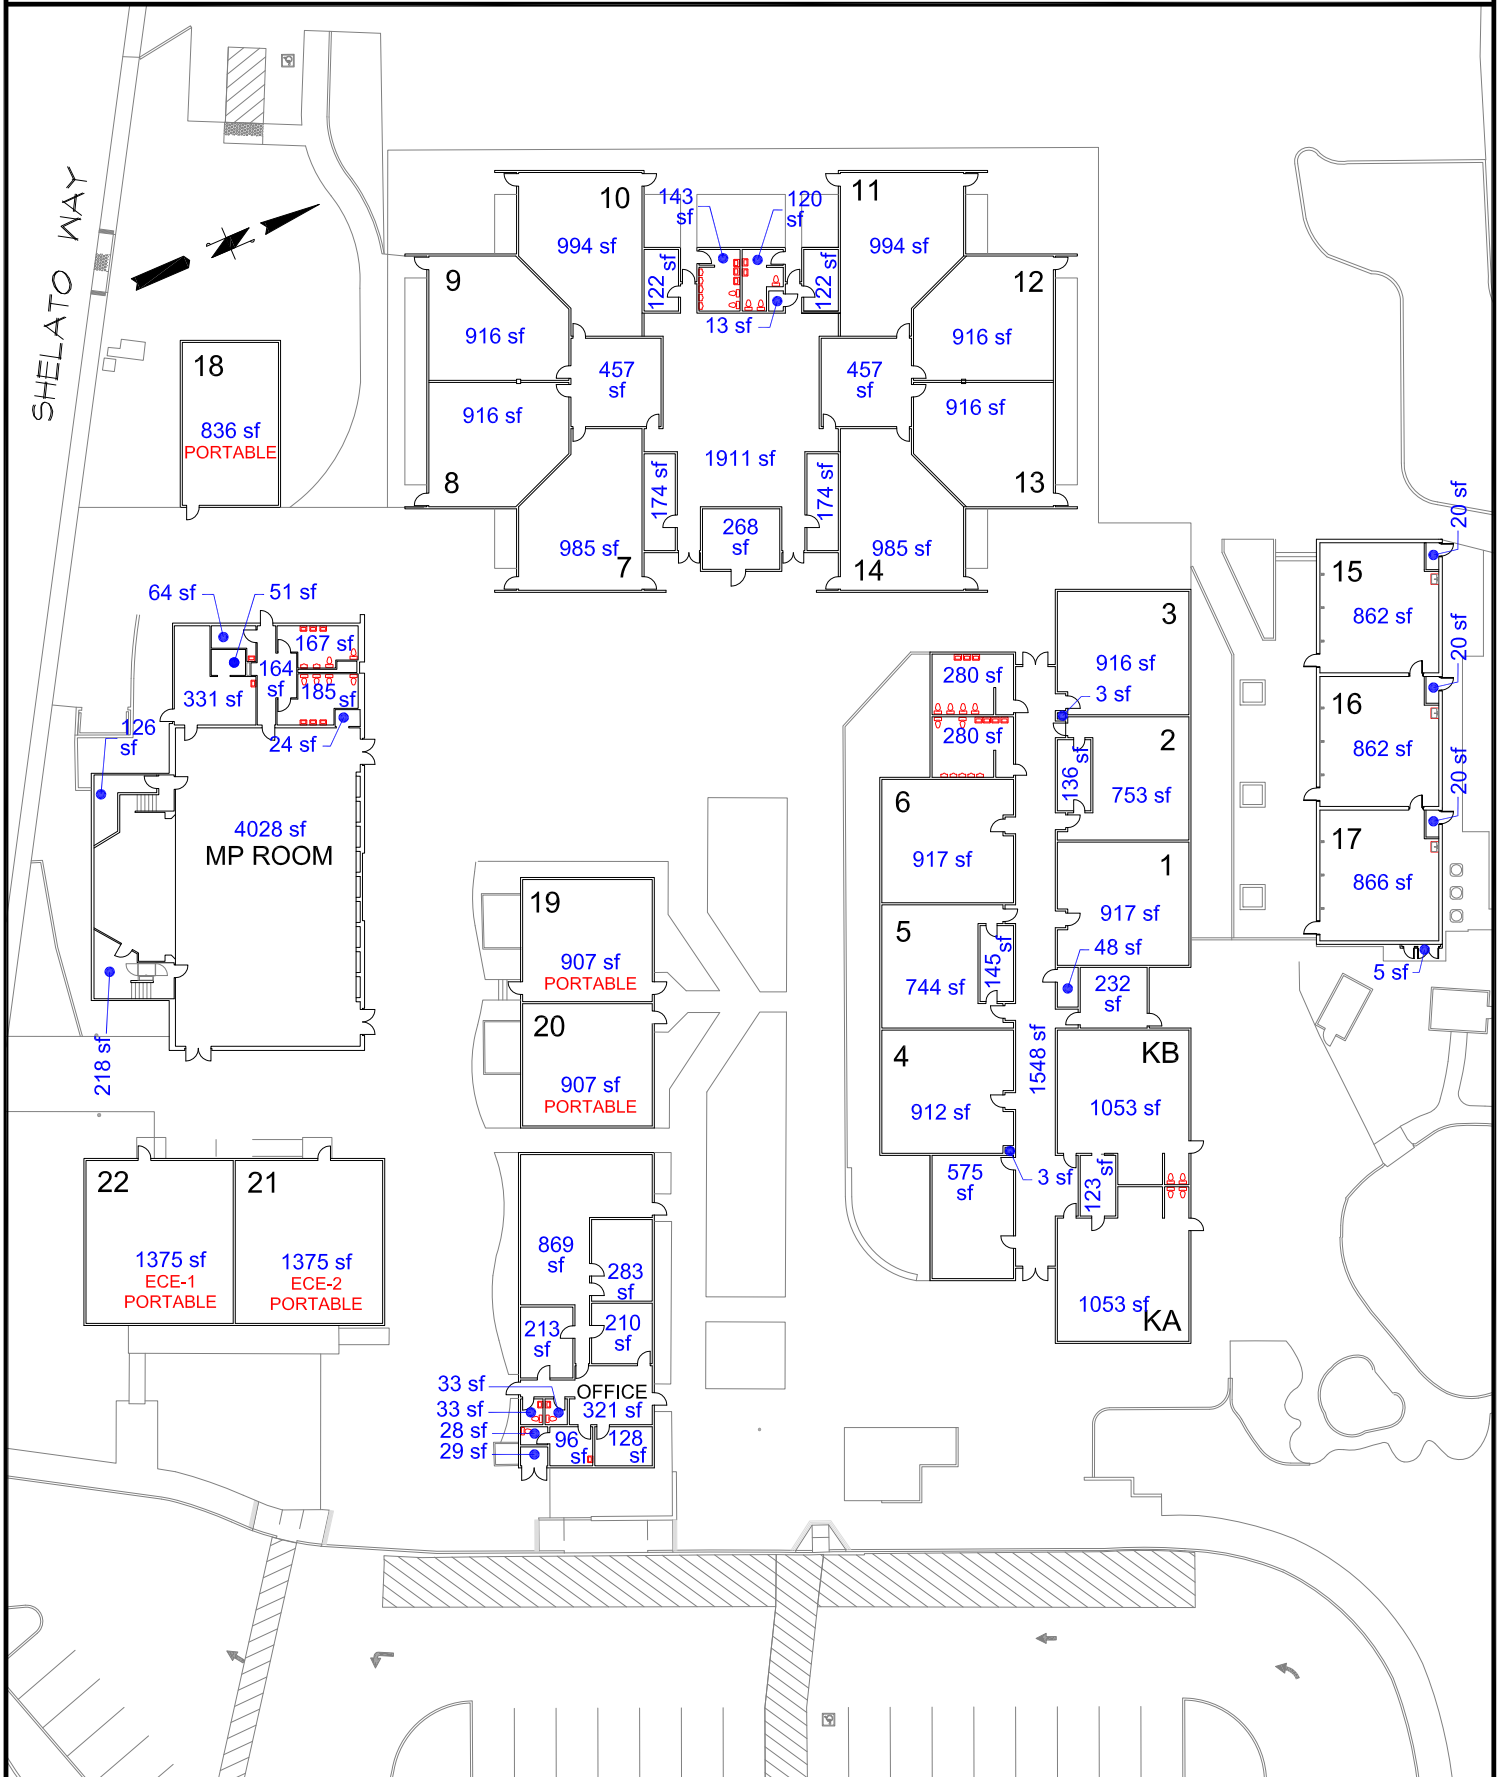 SHELATO WAY
10
994 sf
143
sf
120
sf
11
994 sf
9
916 sf
122 sf
122 sf
13 sf
12
916 sf
18
836 sf
PORTABLE
457
sf
457
sf
916 sf
8
916 sf
13
1911 sf
174 sf
174 sf
268
sf
985 sf
7
985 sf
14
20 sf
15
862 sf
64 sf
51 sf
167 sf
164
sf
331 sf
185
sf
24 sf
126
sf
3
916 sf
3 sf
280 sf
280 sf
20 sf
16
862 sf
2
136 sf
753 sf
6
917 sf
20 sf
17
866 sf
5 sf
4028 sf
MP ROOM
218 sf
1
917 sf
48 sf
232
sf
19
907 sf
PORTABLE
5
744 sf
145 sf
20
907 sf
PORTABLE
4
912 sf
1548 sf
KB
1053 sf
3 sf
575
sf
123 sf
22
1375 sf
ECE-1
PORTABLE
21
1375 sf
ECE-2
PORTABLE
869
sf
283
sf
213
sf
210
sf
1053 sf
KA
33 sf
33 sf
28 sf
29 sf
OFFICE
321 sf
96
sf
128
sf